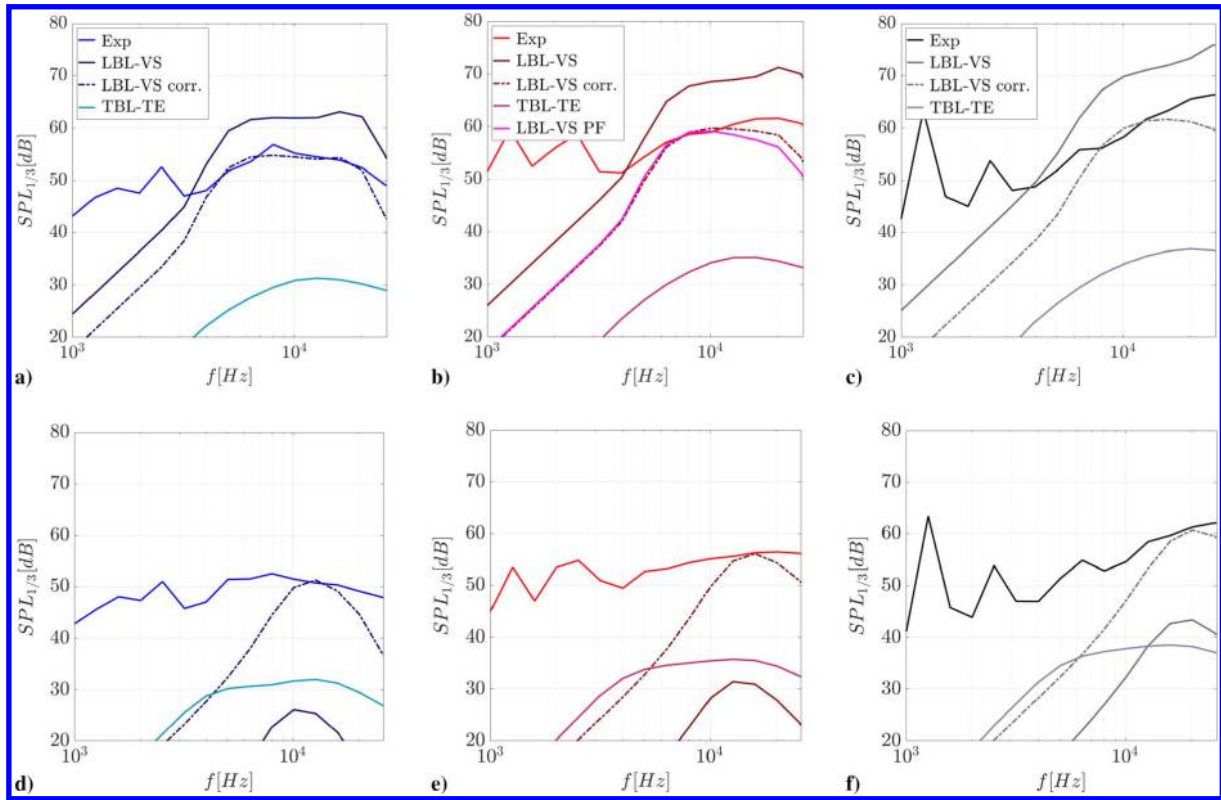 80
70
60
50
40
30
20
SPL1/3[dB]
Exp
LBL-VS
LBL-VS corr.
TBL-TE
10^3
10^4
f[Hz]
a)
80
70
60
50
40
30
20
SPL1/3[dB]
Exp
LBL-VS
LBL-VS corr.
TBL-TE
LBL-VS PF
10^3
10^4
f[Hz]
b)
80
70
60
50
40
30
20
SPL1/3[dB]
Exp
LBL-VS
LBL-VS corr.
TBL-TE
10^3
10^4
f[Hz]
c)
80
70
60
50
40
30
20
SPL1/3[dB]
10^3
10^4
f[Hz]
d)
80
70
60
50
40
30
20
SPL1/3[dB]
10^3
10^4
f[Hz]
e)
80
70
60
50
40
30
20
SPL1/3[dB]
10^3
10^4
f[Hz]
f)